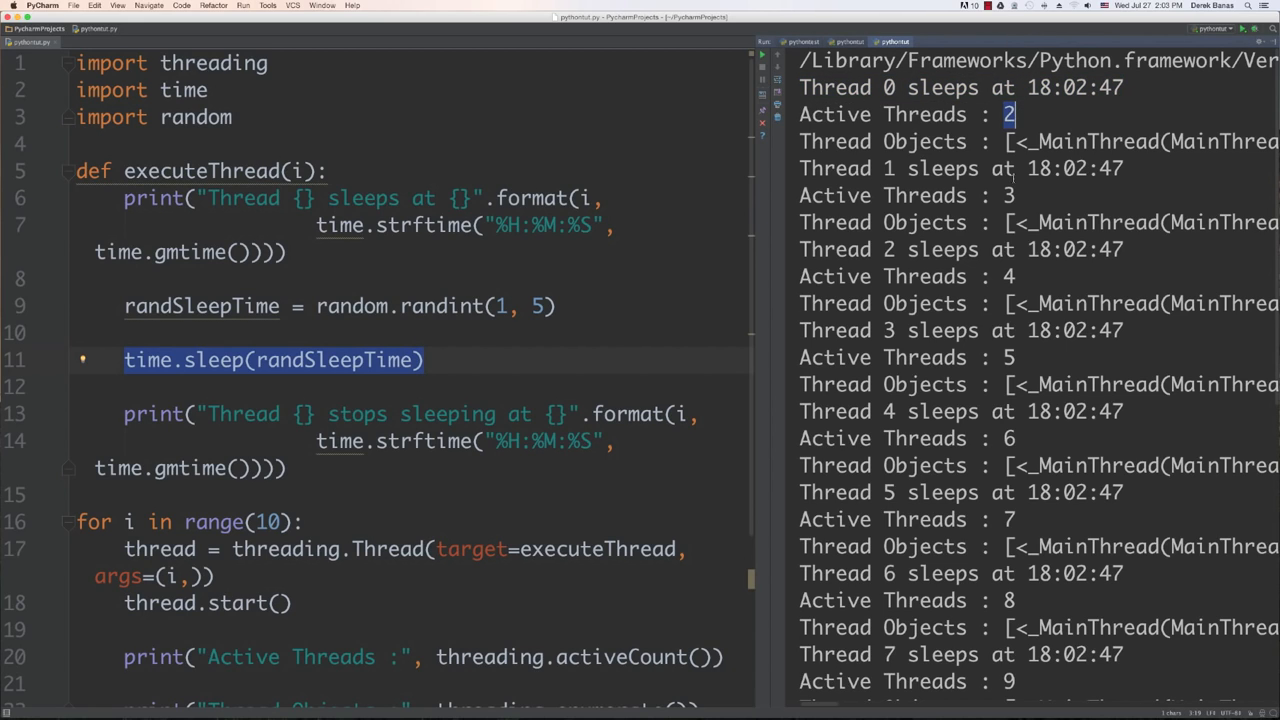 PyCharm File Edit View Navigate Code Refactor Run Tools VCS Window Help
10 Wed Jul 27 2:03 PM Derek Banas
pythontut.py - PycharmProjects - [~/PycharmProjects]
PycharmProjects pythontut.py pythontut
pythontut.py
Run: pythontest pythontut pythontut
1 import threading
2 import time
3 import random
4
5 def executeThread(i):
6 print("Thread {} sleeps at {}".format(i,
7 time.strftime("%H:%M:%S",
time.gmtime())))
8
9 randSleepTime = random.randint(1, 5)
10
11 time.sleep(randSleepTime)
12
13 print("Thread {} stops sleeping at {}".format(i,
14 time.strftime("%H:%M:%S",
time.gmtime())))
15
16 for i in range(10):
17 thread = threading.Thread(target=executeThread,
args=(i,))
18 thread.start()
19
20 print("Active Threads :", threading.activeCount())
21
/Library/Frameworks/Python.framework/Ver
Thread 0 sleeps at 18:02:47
Active Threads : 2
Thread Objects : [<_MainThread(MainThrea
Thread 1 sleeps at 18:02:47
Active Threads : 3
Thread Objects : [<_MainThread(MainThrea
Thread 2 sleeps at 18:02:47
Active Threads : 4
Thread Objects : [<_MainThread(MainThrea
Thread 3 sleeps at 18:02:47
Active Threads : 5
Thread Objects : [<_MainThread(MainThrea
Thread 4 sleeps at 18:02:47
Active Threads : 6
Thread Objects : [<_MainThread(MainThrea
Thread 5 sleeps at 18:02:47
Active Threads : 7
Thread Objects : [<_MainThread(MainThrea
Thread 6 sleeps at 18:02:47
Active Threads : 8
Thread Objects : [<_MainThread(MainThrea
Thread 7 sleeps at 18:02:47
Active Threads : 9
1 chars 3:19 LF‡ UTF-8‡